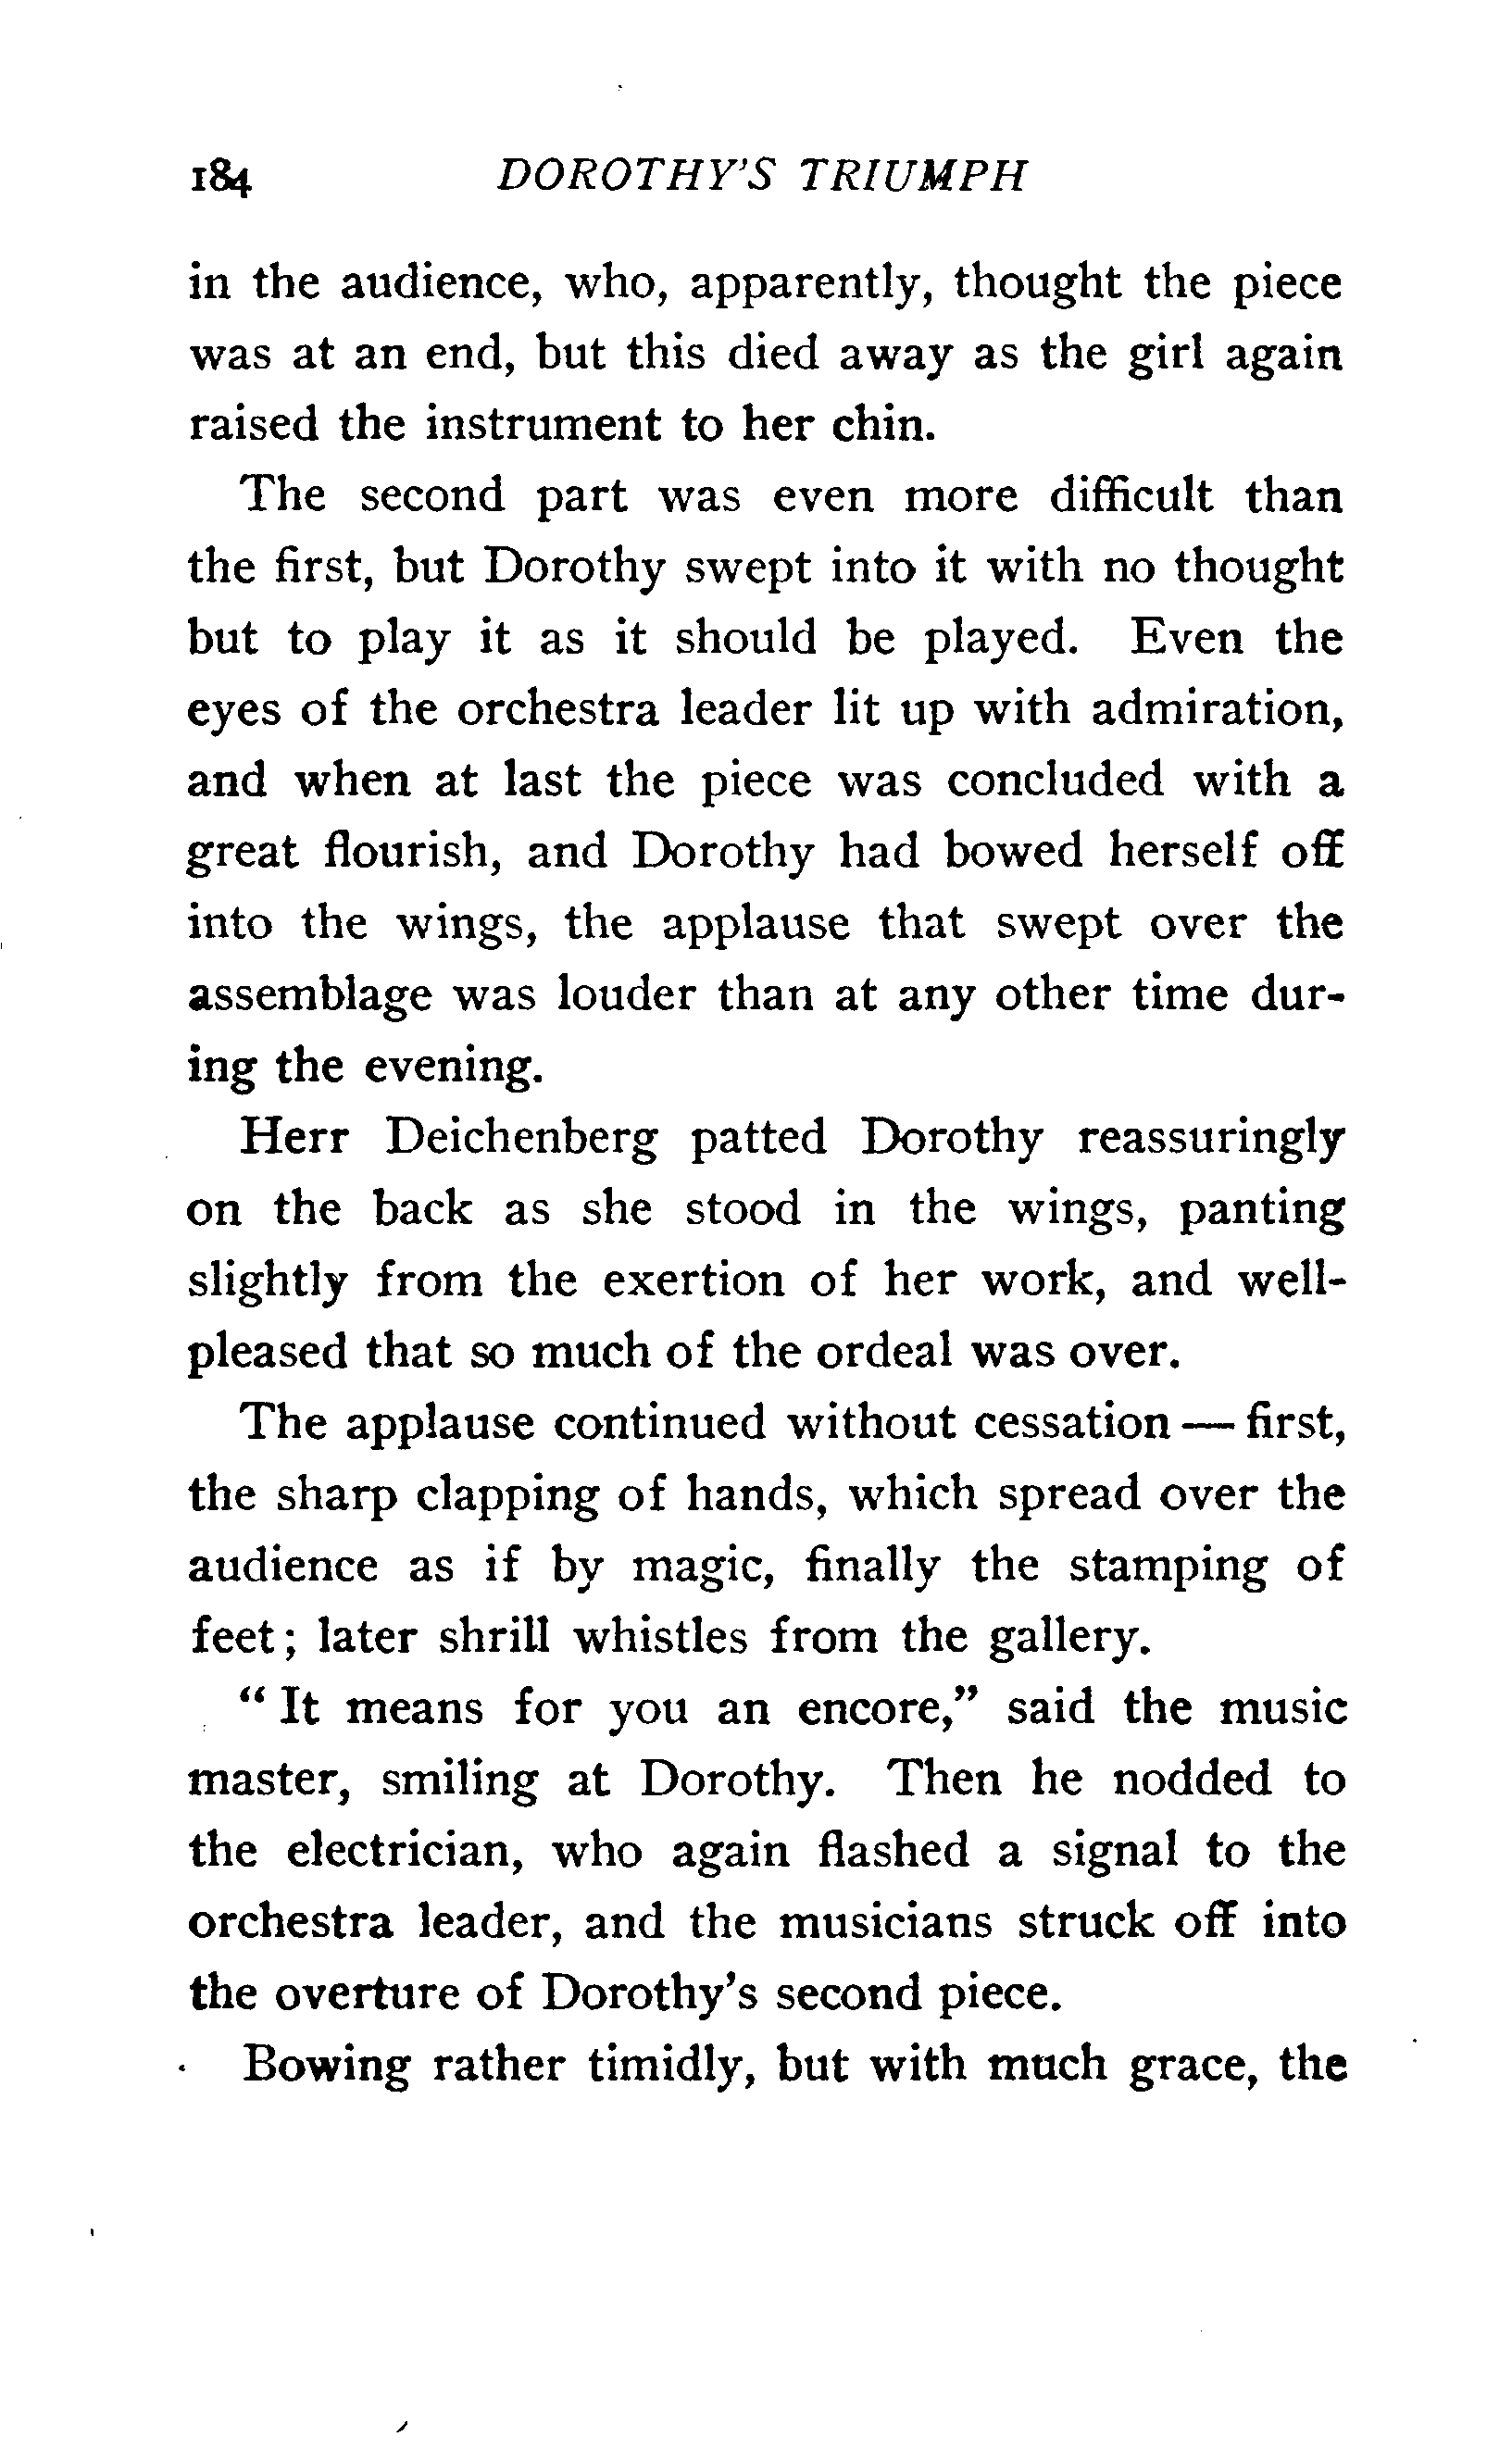 184 DOROTHY'S TRIUMPH
in the audience, who, apparently, thought the piece
was at an end, but this died away as the girl again
raised the instrument to her chin.
The second part was even more difficult than
the first, but Dorothy swept into it with no thought
but to play it as it should be played. Even the
eyes of the orchestra leader lit up with admiration,
and when at last the piece was concluded with a
great flourish, and Dorothy had bowed herself off
into the wings, the applause that swept over the
assemblage was louder than at any other time dur-
ing the evening.
Herr Deichenberg patted Dorothy reassuringly
on the back as she stood in the wings, panting
slightly from the exertion of her work, and well-
pleased that so much of the ordeal was over.
The applause continued without cessation — first,
the sharp clapping of hands, which spread over the
audience as if by magic, finally the stamping of
feet; later shrill whistles from the gallery.
"It means for you an encore," said the music
master, smiling at Dorothy. Then he nodded to
the electrician, who again flashed a signal to the
orchestra leader, and the musicians struck off into
the overture of Dorothy's second piece.
Bowing rather timidly, but with much grace, the